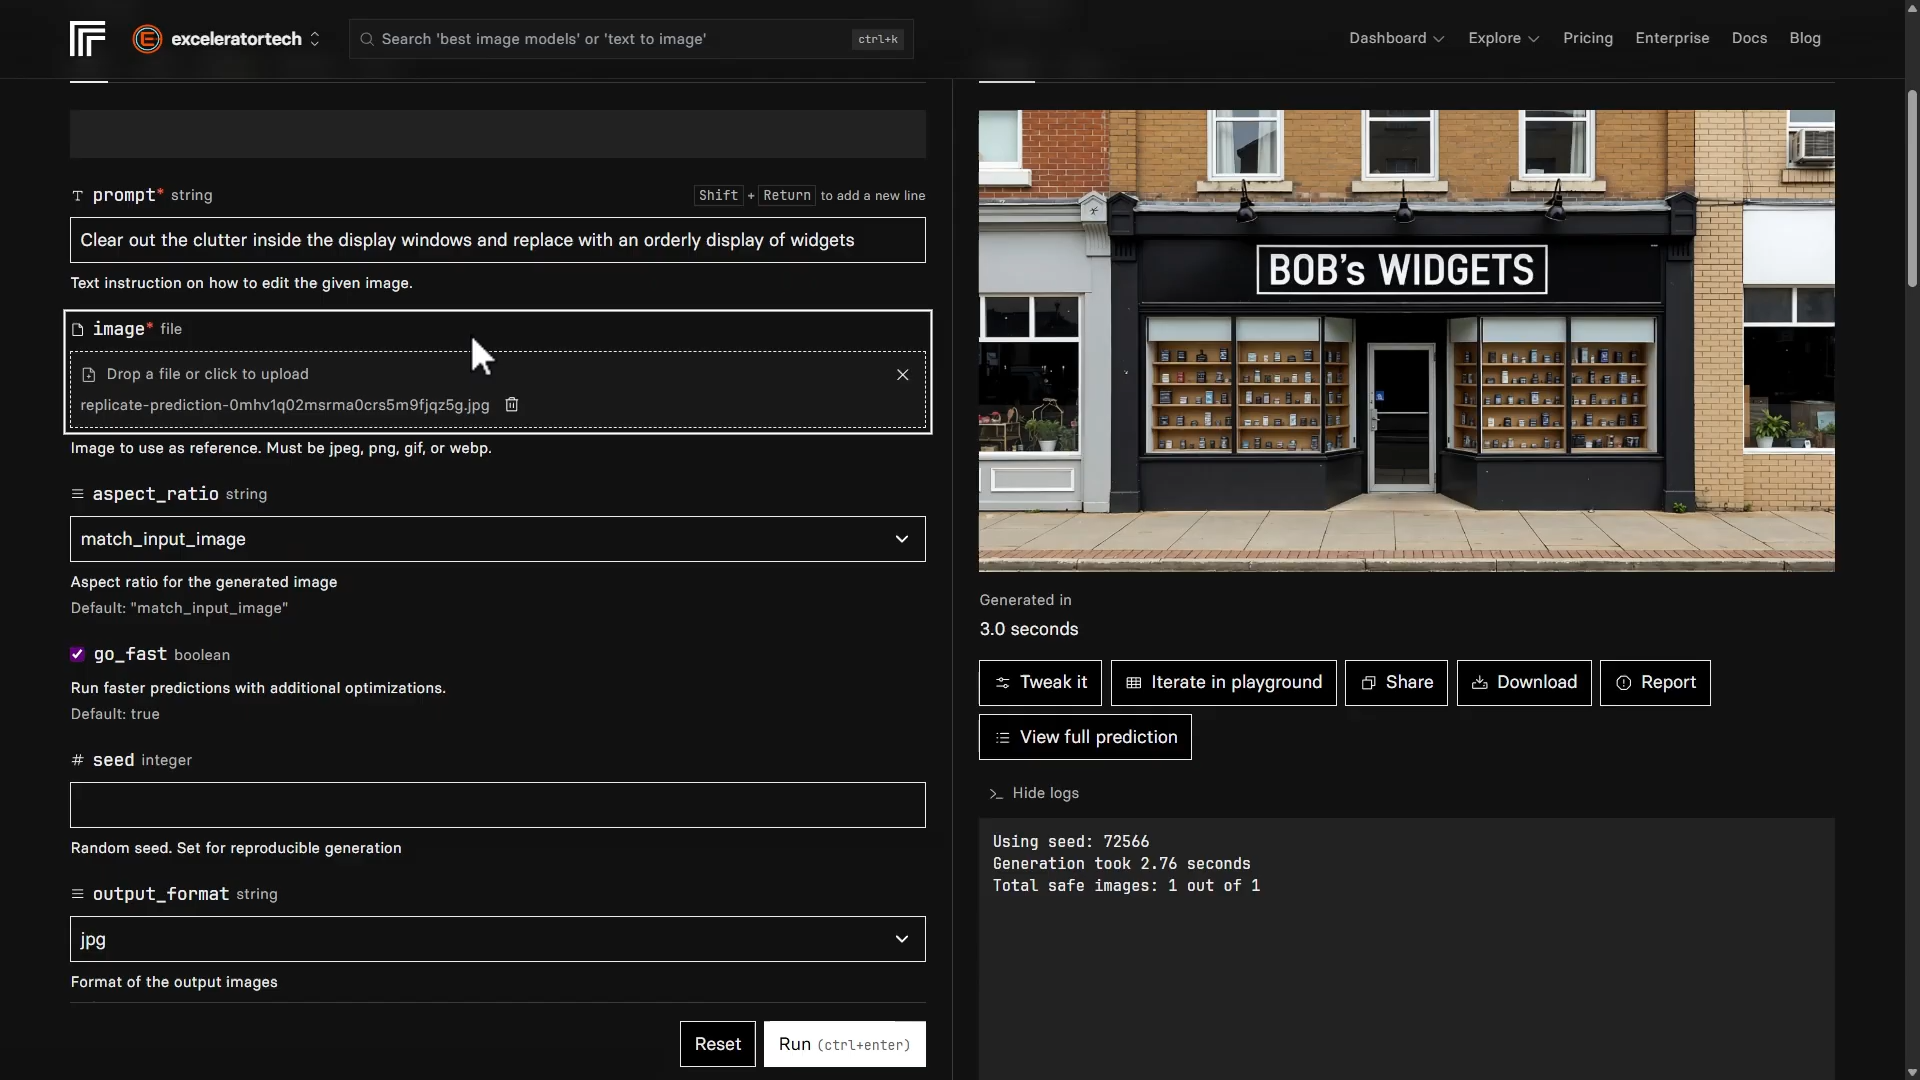 exceleratortech
Search 'best image models' or 'text to image'
ctrl+k
Dashboard
Explore
Pricing
Enterprise
Docs
Blog
prompt* string
Shift + Return to add a new line
Clear out the clutter inside the display windows and replace with an orderly display of widgets
Text instruction on how to edit the given image.
image* file
Drop a file or click to upload
replicate-prediction-0mhv1q02msrma0crs5m9fjqz5g.jpg
Image to use as reference. Must be jpeg, png, gif, or webp.
aspect_ratio string
match_input_image
Aspect ratio for the generated image
Default: "match_input_image"
go_fast boolean
Run faster predictions with additional optimizations.
Default: true
# seed integer
Random seed. Set for reproducible generation
output_format string
jpg
Format of the output images
Reset
Run (ctrl+enter)
BOB's WIDGETS
Generated in
3.0 seconds
Tweak it
Iterate in playground
Share
Download
Report
View full prediction
>_ Hide logs
Using seed: 72566
Generation took 2.76 seconds
Total safe images: 1 out of 1